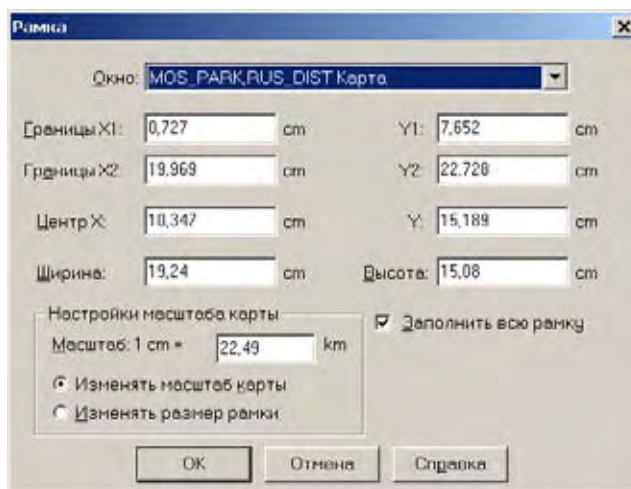 Рамка
Окно: MOS_PARK,RUS_DIST Карта
Границы X1: 0,727 cm Y1: 7,652 cm
Границы X2: 19,969 cm Y2: 22,728 cm
Центр X: 10,347 cm Y: 15,189 cm
Ширина: 19,24 cm Высота: 15,08 cm
Настройки масштаба карты
Заполнить всю рамку
Масштаб: 1 cm = 22,49 km
Изменять масштаб карты
Изменять размер рамки
OK Отмена Справка